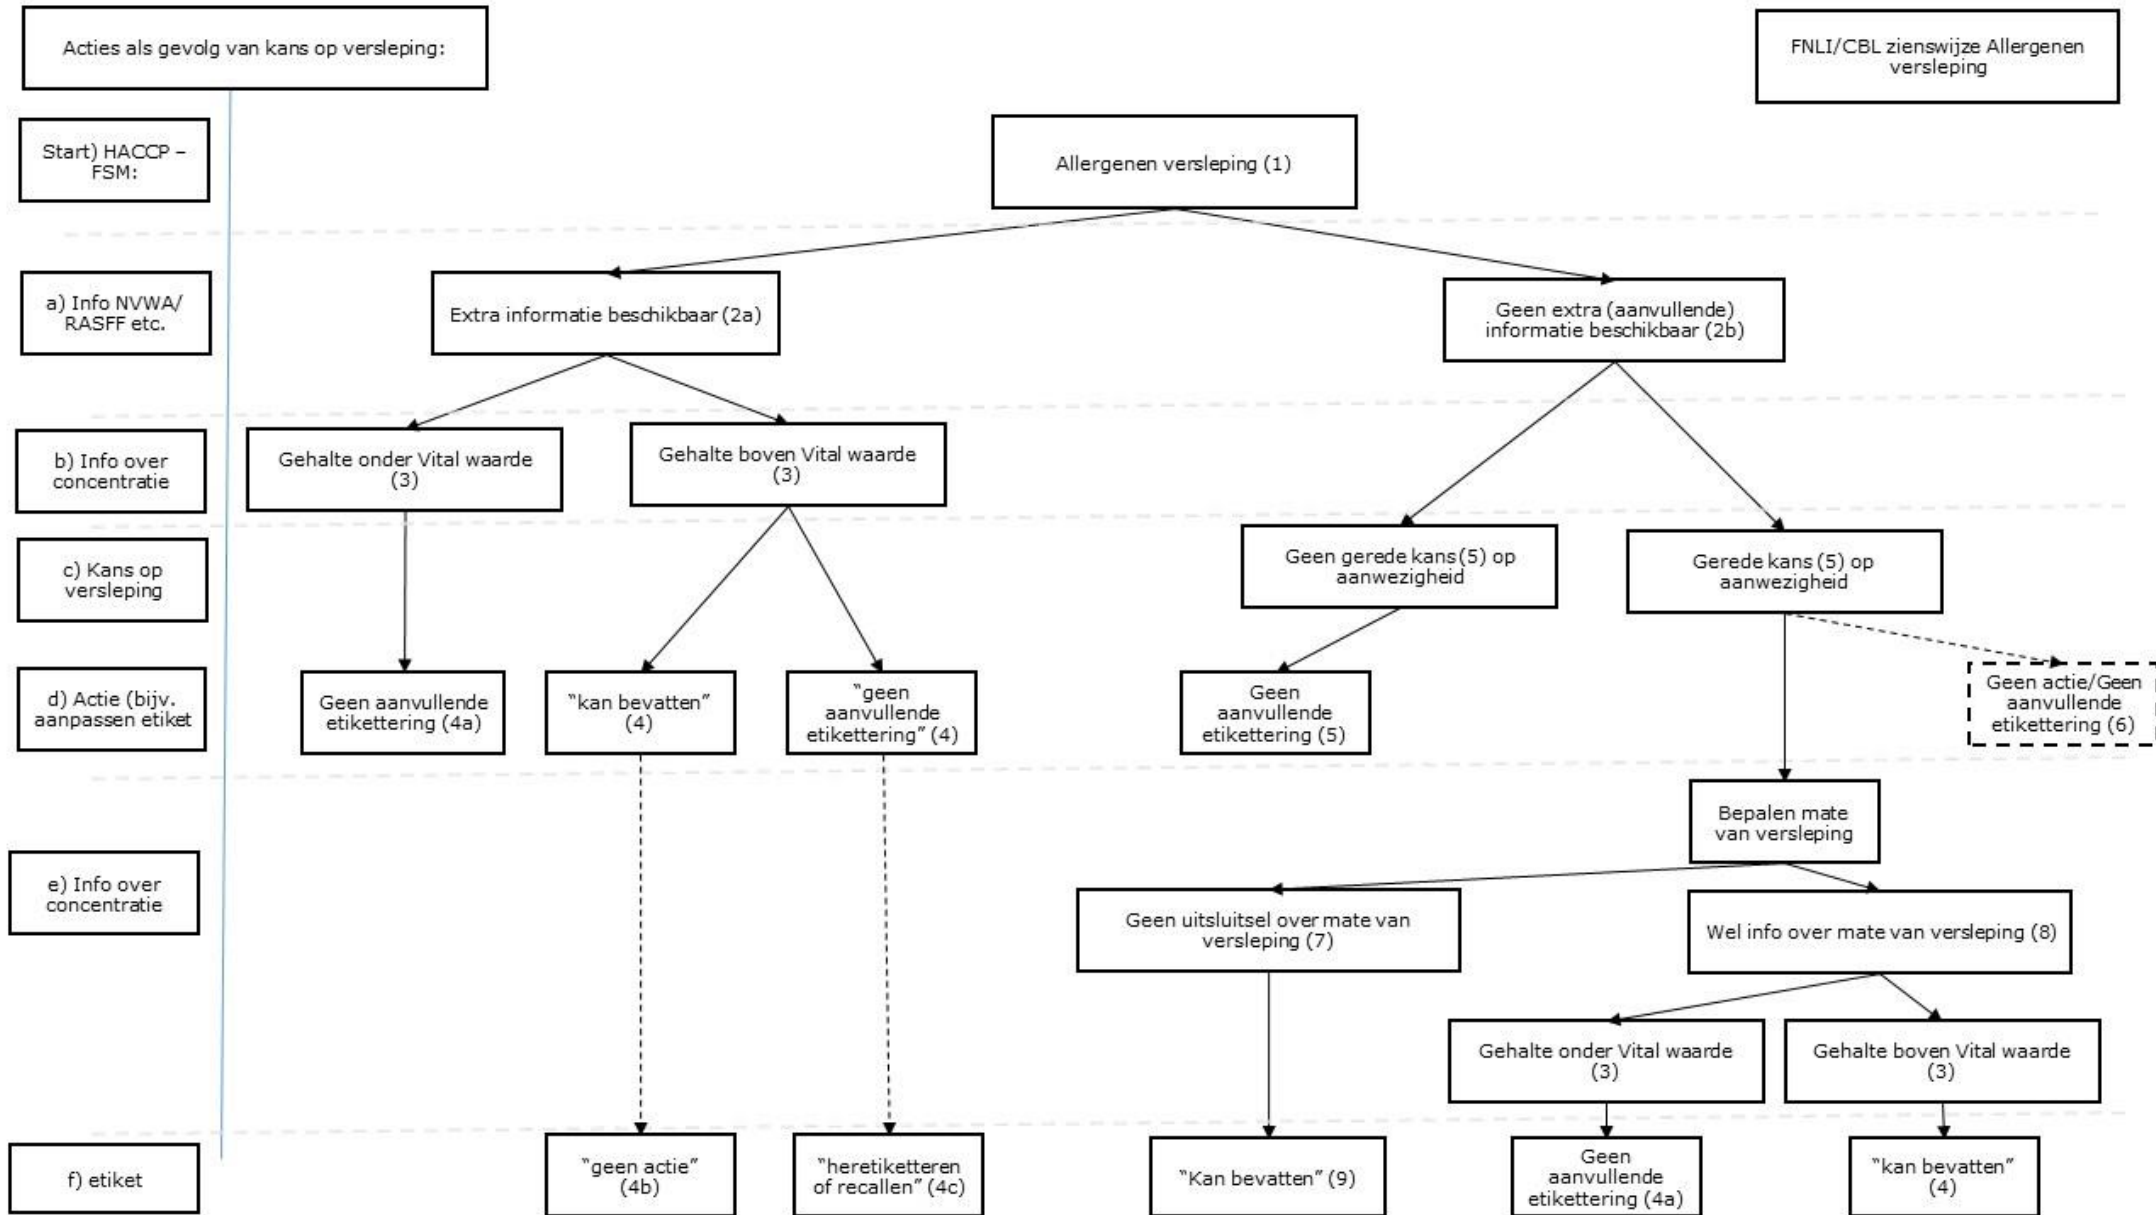 Acties als gevolg van kans op versleping:
FNLI/CBL zienswijze Allergenen
versleping
Start) HACCP –
FSM:
Allergenen versleping (1)
a) Info NVWA/
RASFF etc.
Extra informatie beschikbaar (2a)
Geen extra (aanvullende)
informatie beschikbaar (2b)
b) Info over
concentratie
Gehalte onder Vital waarde
(3)
Gehalte boven Vital waarde
(3)
c) Kans op
versleping
Geen gerede kans (5) op
aanwezigheid
Gerede kans (5) op
aanwezigheid
d) Actie (bijv.
aanpassen etiket
Geen aanvullende
etikettering (4a)
“kan bevatten”
(4)
“geen
aanvullende
etikettering” (4)
Geen
aanvullende
etikettering (5)
Geen actie/Geen
aanvullende
etikettering (6)
Bepalen mate
van versleping
e) Info over
concentratie
Geen uitsluitsel over mate van
versleping (7)
Wel info over mate van versleping (8)
Gehalte onder Vital waarde
(3)
Gehalte boven Vital waarde
(3)
f) etiket
“geen actie”
(4b)
“heretiketteren
of recallen” (4c)
“Kan bevatten” (9)
Geen
aanvullende
etikettering (4a)
“kan bevatten”
(4)